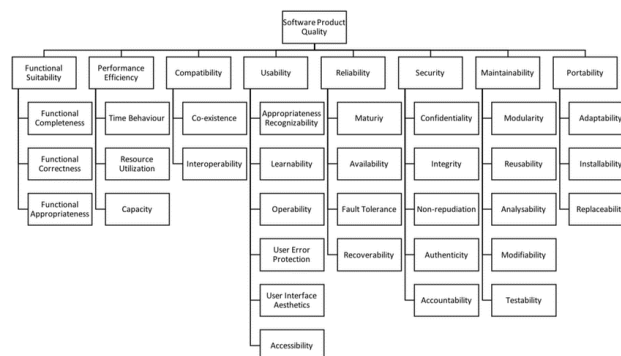 Software Product
Quality
Functional
Suitability
Performance
Efficiency
Compatibility
Usability
Reliability
Security
Maintainability
Portability
Functional
Completeness
Time Behaviour
Co-existence
Appropriateness
Recognizability
Maturiy
Confidentiality
Modularity
Adaptability
Functional
Correctness
Resource
Utilization
Interoperability
Learnability
Availability
Integrity
Reusability
Installability
Functional
Appropriateness
Capacity
Operability
Fault Tolerance
Non-repudiation
Analysability
Replaceability
User Error
Protection
Recoverability
Authenticity
Modifiability
User Interface
Aesthetics
Accountability
Testability
Accessibility